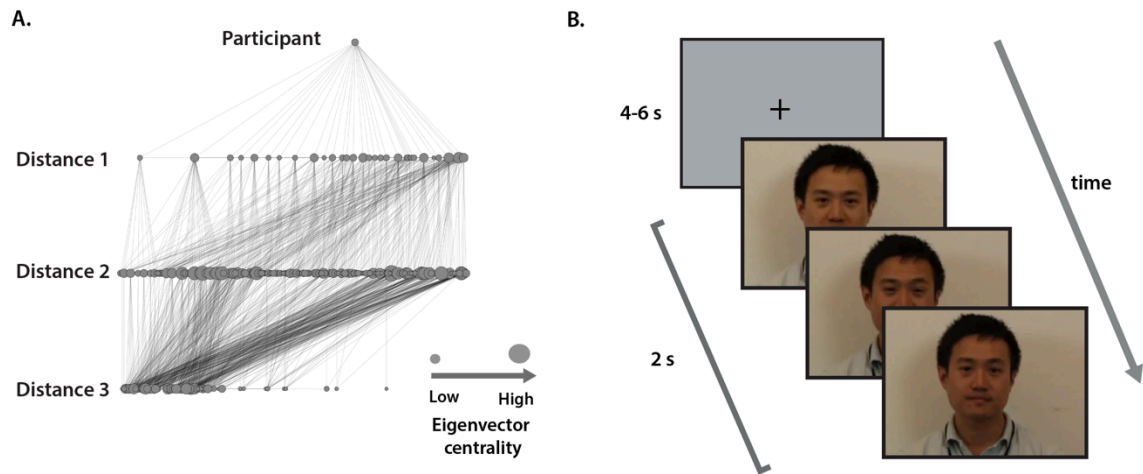 A.
Participant
Distance 1
Distance 2
Distance 3
Low High
Eigenvector
centrality
B.
4-6 s
+
time
2 s